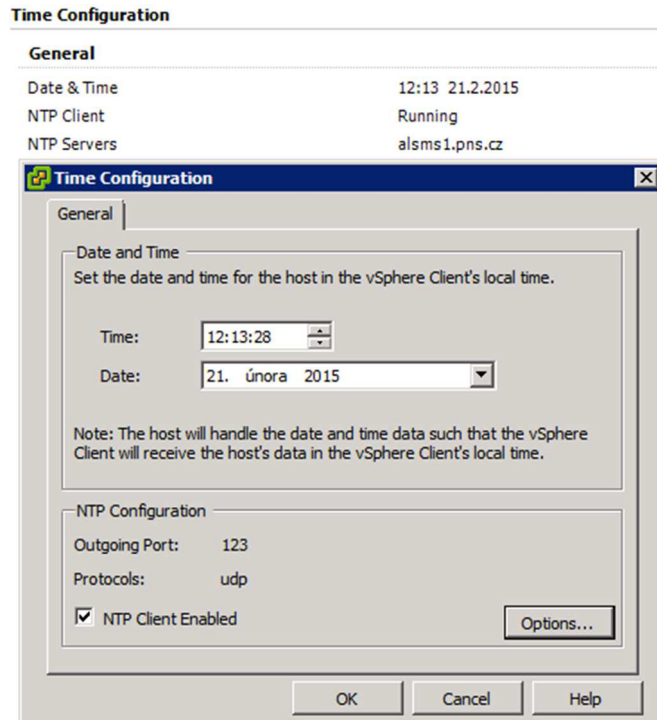 Time Configuration
General
Date & Time 12:13 21.2.2015
NTP Client Running
NTP Servers alsms1.pns.cz
Time Configuration
General
Date and Time
Set the date and time for the host in the vSphere Client's local time.
Time: 12:13:28
Date: 21. února 2015
Note: The host will handle the date and time data such that the vSphere
Client will receive the host's data in the vSphere Client's local time.
NTP Configuration
Outgoing Port: 123
Protocols: udp
NTP Client Enabled
Options...
OK Cancel Help